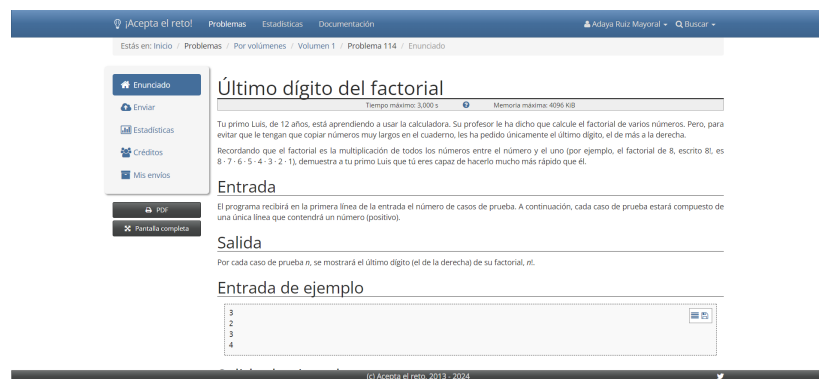 ¡Acepta el reto! Problemas Estadísticas Documentación Adaya Ruiz Mayoral Buscar
Estás en: Inicio / Problemas / Por volúmenes / Volumen 1 / Problema 114 / Enunciado
Enunciado
Enviar
Estadísticas
Créditos
Mis envíos
PDF
Pantalla completa
Último dígito del factorial
Tiempo máximo: 3,000 s Memoria máxima: 4096 KiB
Tu primo Luis, de 12 años, está aprendiendo a usar la calculadora. Su profesor le ha dicho que calcule el factorial de varios números. Pero, para
evitar que le tengan que copiar números muy largos en el cuaderno, les ha pedido únicamente el último dígito, el de más a la derecha.
Recordando que el factorial es la multiplicación de todos los números entre el número y el uno (por ejemplo, el factorial de 8, escrito 8!, es
8 · 7 · 6 · 5 · 4 · 3 · 2 · 1), demuestra a tu primo Luis que tú eres capaz de hacerlo mucho más rápido que él.
Entrada
El programa recibirá en la primera línea de la entrada el número de casos de prueba. A continuación, cada caso de prueba estará compuesto de
una única línea que contendrá un número (positivo).
Salida
Por cada caso de prueba n, se mostrará el último dígito (el de la derecha) de su factorial, n!.
Entrada de ejemplo
3
2
3
4
(c) Acepta el reto, 2013 - 2024